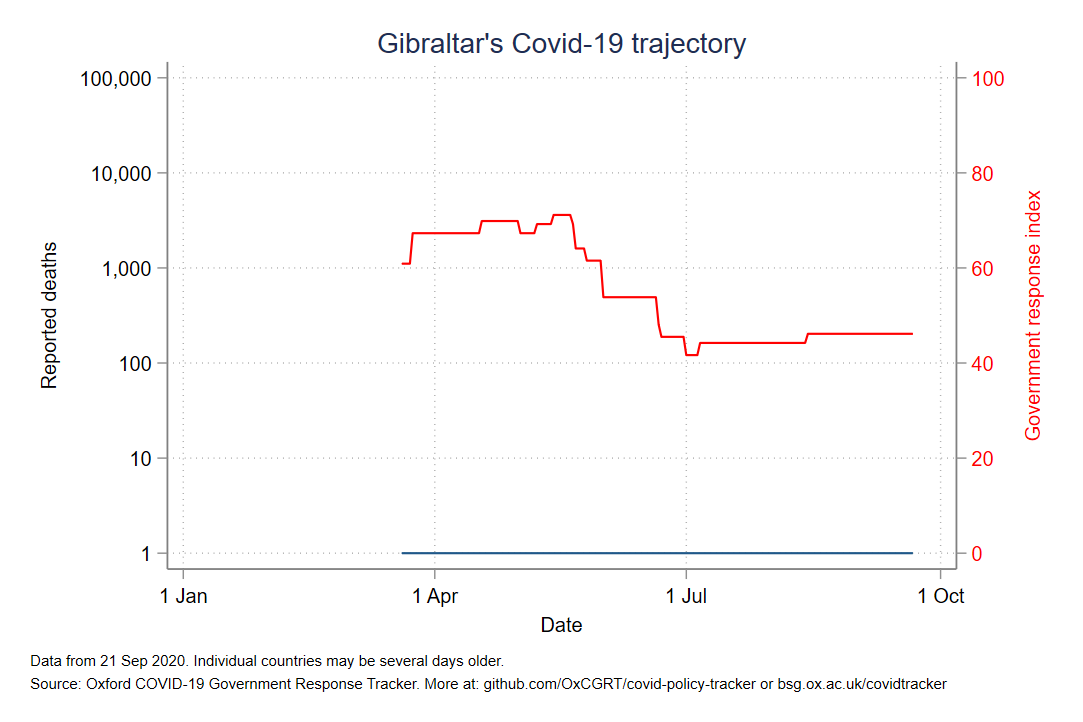 Gibraltar's Covid-19 trajectory
100,000
10,000
1,000
100
10
1
Reported deaths
100
80
60
40
20
0
Government response index
1 Jan
1 Apr
1 Jul
1 Oct
Date
Data from 21 Sep 2020. Individual countries may be several days older.
Source: Oxford COVID-19 Government Response Tracker. More at: github.com/OxCGRT/covid-policy-tracker or bsg.ox.ac.uk/covidtracker